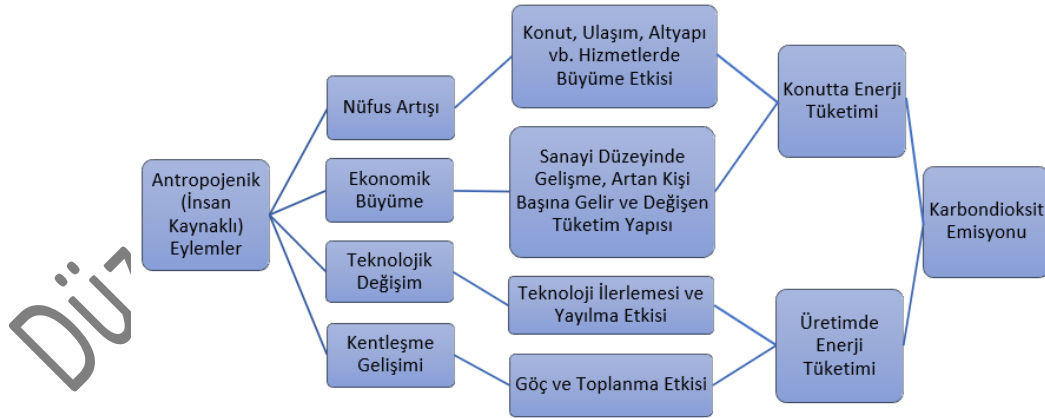 Antropojenik
(İnsan
Kaynaklı)
Eylemler
Nüfus Artışı
Ekonomik
Büyüme
Teknolojik
Değişim
Kentleşme
Gelişimi
Konut, Ulaşım, Altyapı
vb. Hizmetlerde
Büyüme Etkisi
Sanayi Düzeyinde
Gelişme, Artan Kişi
Başına Gelir ve Değişen
Tüketim Yapısı
Teknoloji İlerlemesi ve
Yayılma Etkisi
Göç ve Toplanma Etkisi
Konutta Enerji
Tüketimi
Üretimde
Enerji
Tüketimi
Karbondioksit
Emisyonu
Düz